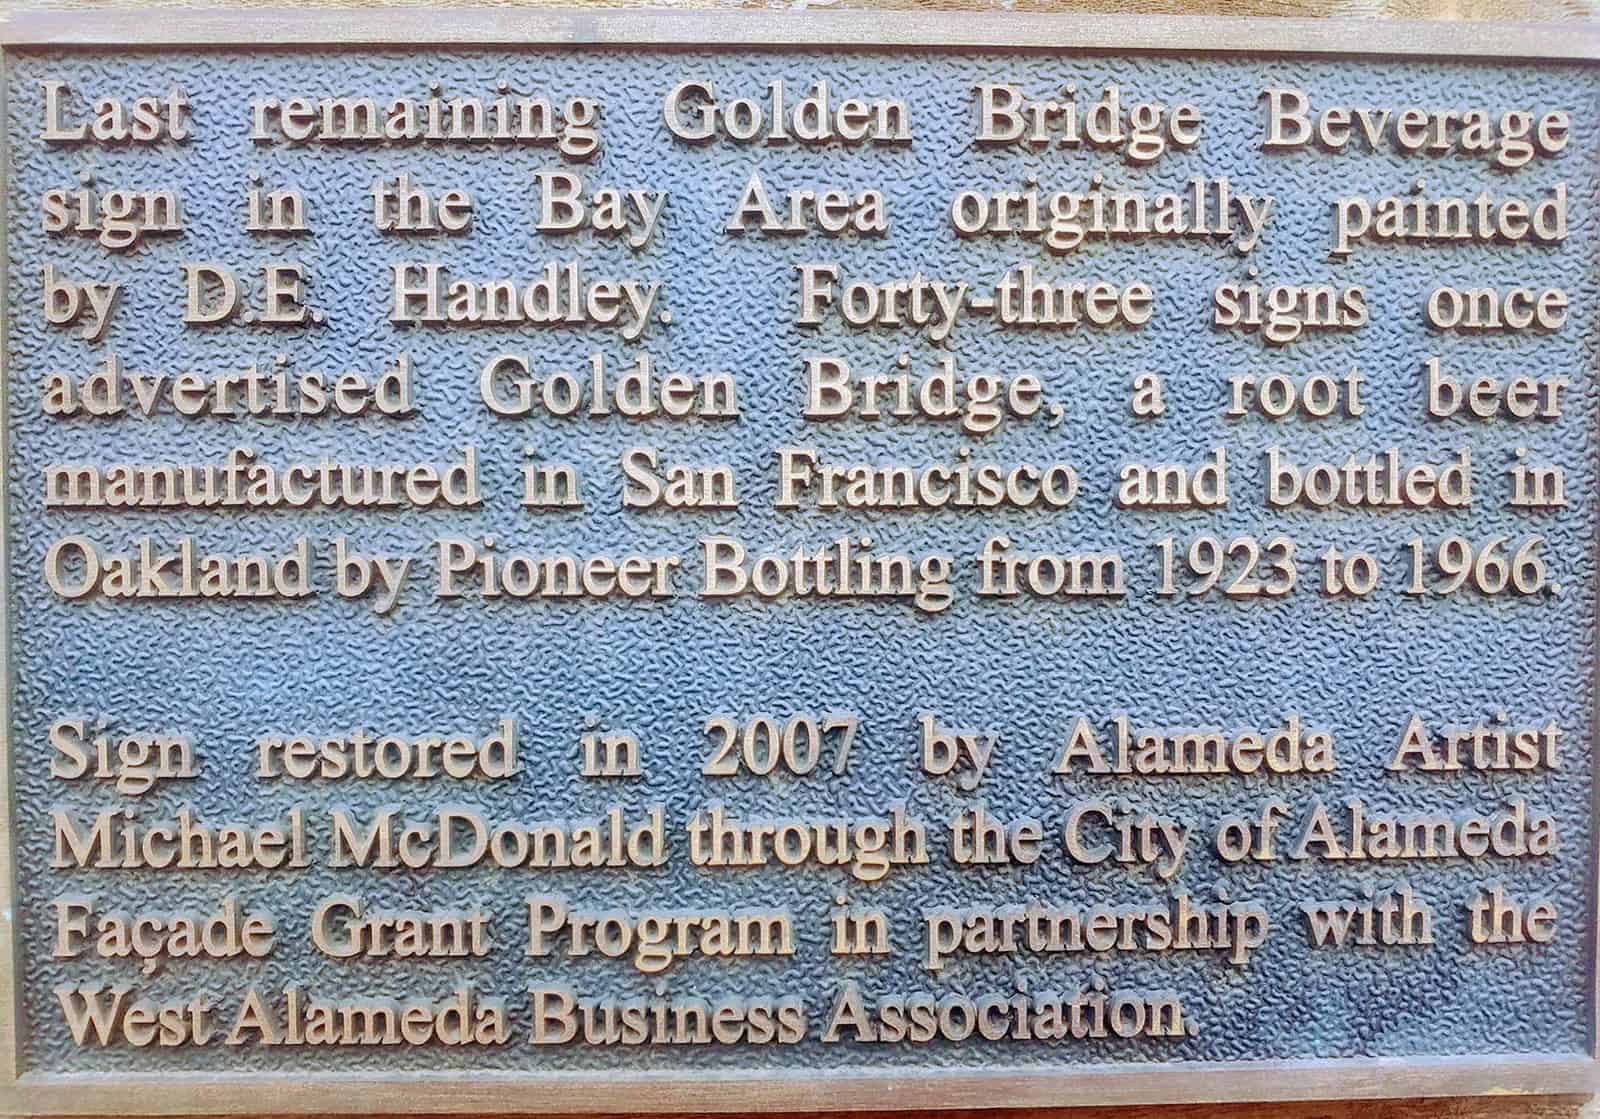 Last remaining Golden Bridge Beverage
sign in the Bay Area originally painted
by D.E. Handley. Forty-three signs once
advertised Golden Bridge, a root beer
manufactured in San Francisco and bottled in
Oakland by Pioneer Bottling from 1923 to 1966.
Sign restored in 2007 by Alameda Artist
Michael McDonald through the City of Alameda
Façade Grant Program in partnership with the
West Alameda Business Association.